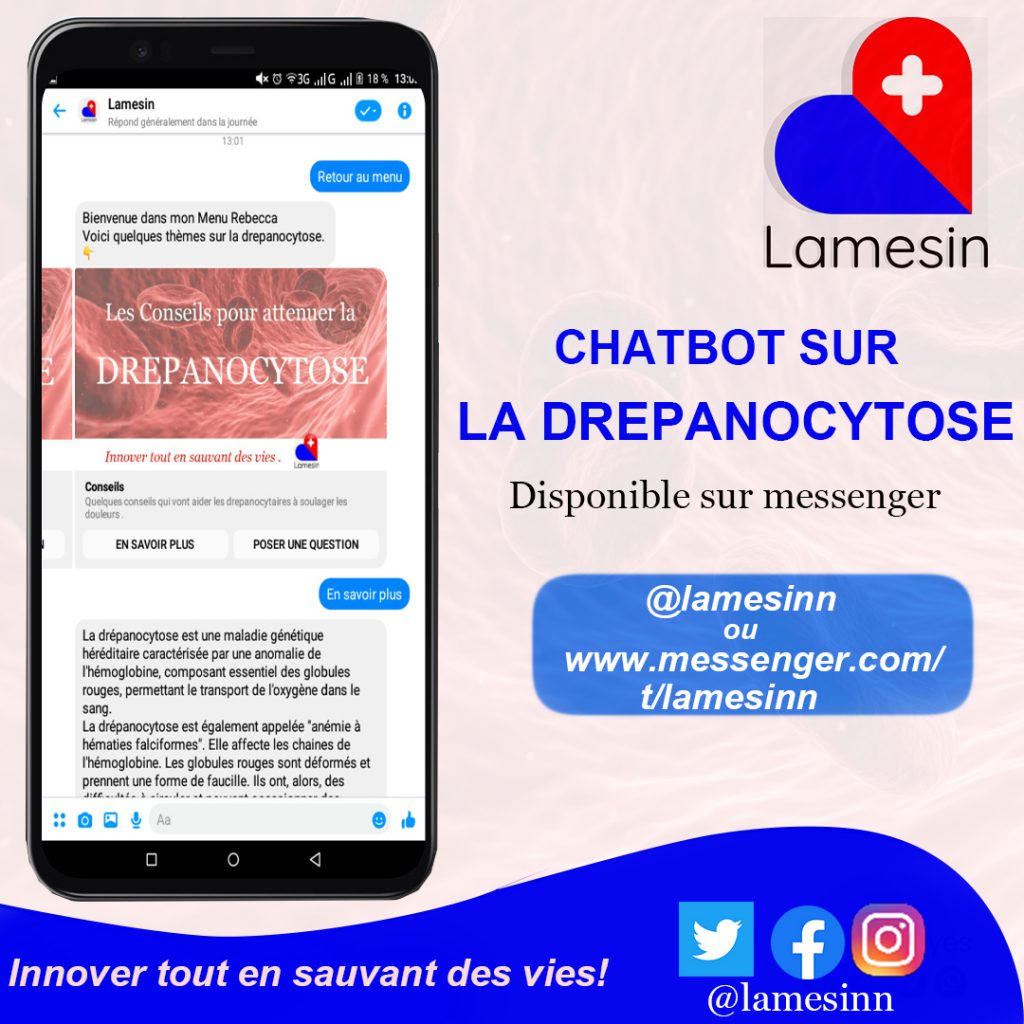 3G G 18 %
Lamesin
Répond généralement dans la journée
13:01
Retour au menu
Bienvenue dans mon Menu Rebecca
Voici quelques thèmes sur la drepanocytose.
Les Conseils pour attenuer la
E
DREPANOCYTOSE
Innover tout en sauvant des vies .
Lamesin
Conseils
Quelques conseils qui vont aider les drepanocytaires à soulager les
douleurs .
EN SAVOIR PLUS
POSER UNE QUESTION
En savoir plus
La drépanocytose est une maladie génétique
héréditaire caractérisée par une anomalie de
l'hémoglobine, composant essentiel des globules
rouges, permettant le transport de l'oxygène dans le
sang.
La drépanocytose est également appelée "anémie à
hématies falciformes". Elle affecte les chaines de
l'hémoglobine. Les globules rouges sont déformés et
prennent une forme de faucille. Ils ont, alors, des
Aa
Lamesin
CHATBOT SUR
LA DREPANOCYTOSE
Disponible sur messenger
@lamesinn
ou
www.messenger.com/
t/lamesinn
Innover tout en sauvant des vies!
@lamesinn